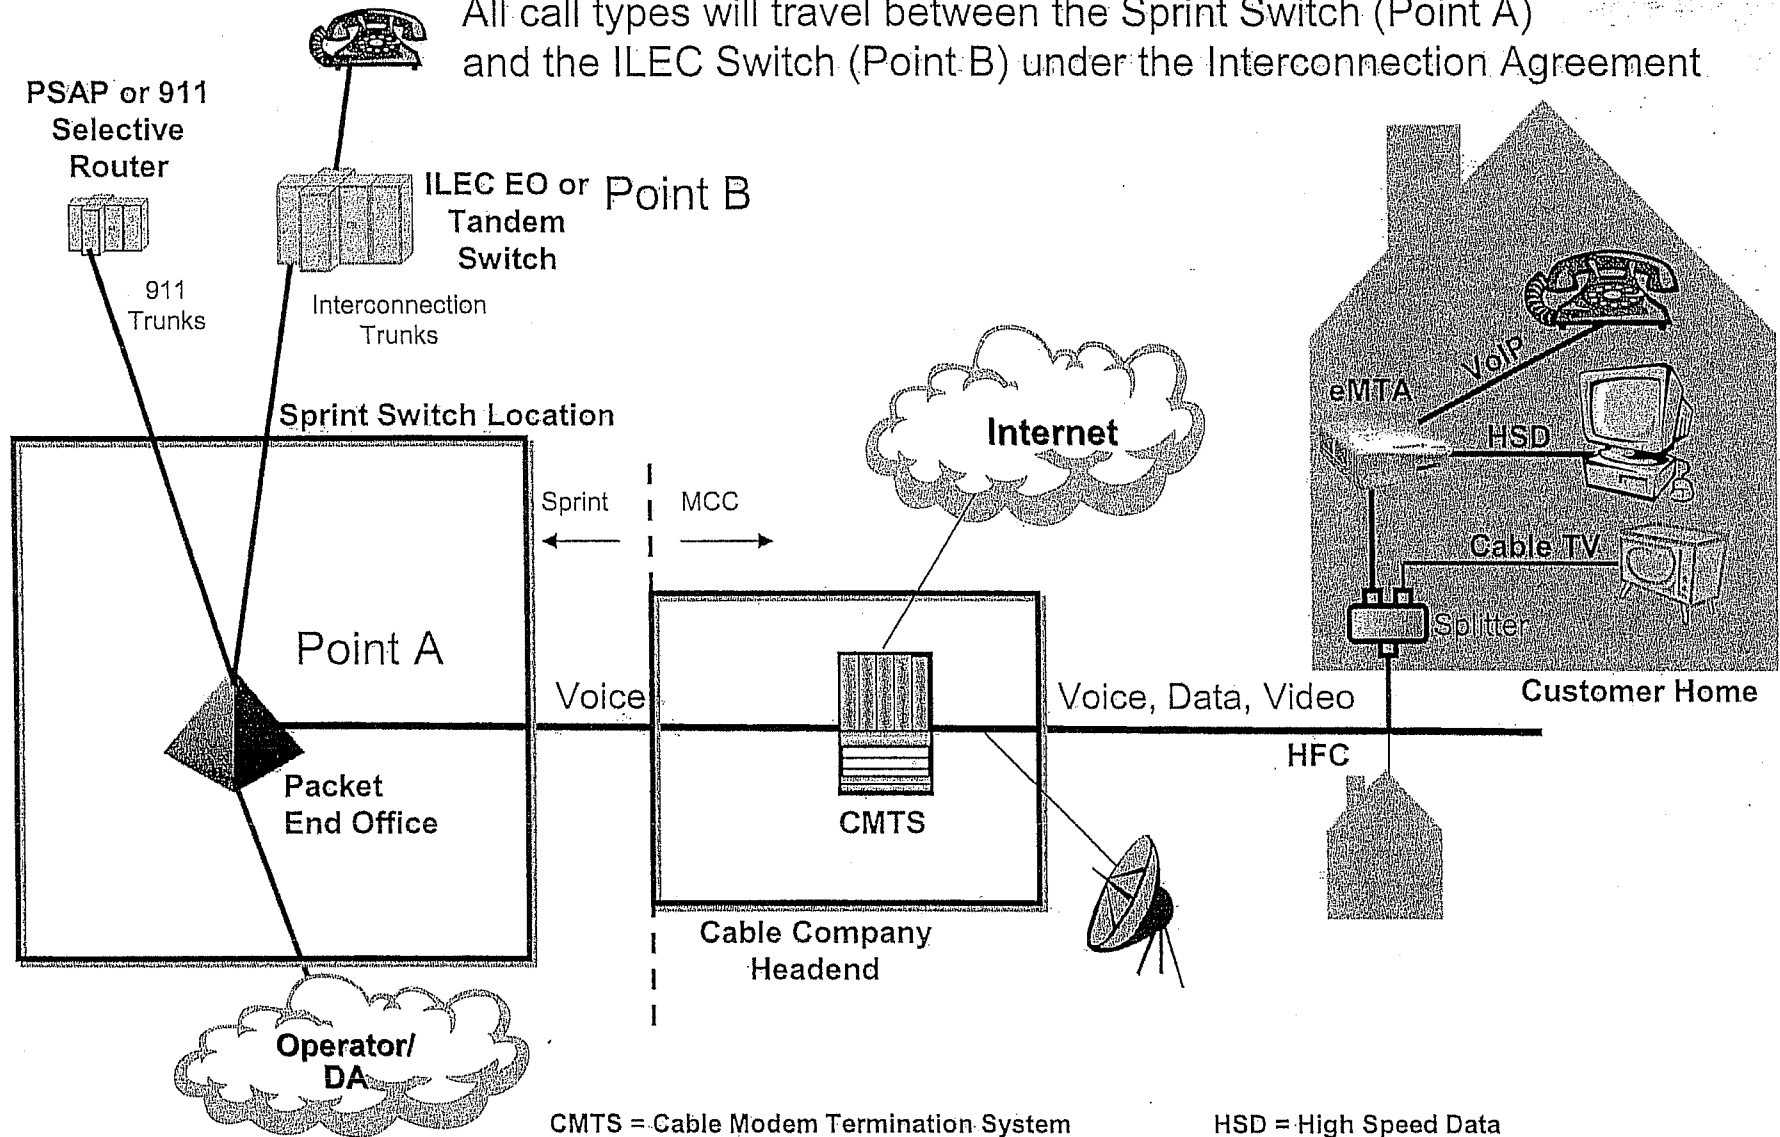 All call types will travel between the Sprint Switch (Point A)
and the ILEC Switch (Point B) under the Interconnection Agreement
PSAP or 911
Selective
Router
ILEC EO or
Tandem
Switch
Point B
911
Trunks
Interconnection
Trunks
Sprint Switch Location
Sprint
MCC
Internet
eMTA
VoIP
HSD
Cable TV
Splitter
Customer Home
Point A
Voice
Voice, Data, Video
HFC
Packet
End Office
CMTS
Cable Company
Headend
Operator/
DA
CMTS = Cable Modem Termination System
HSD = High Speed Data